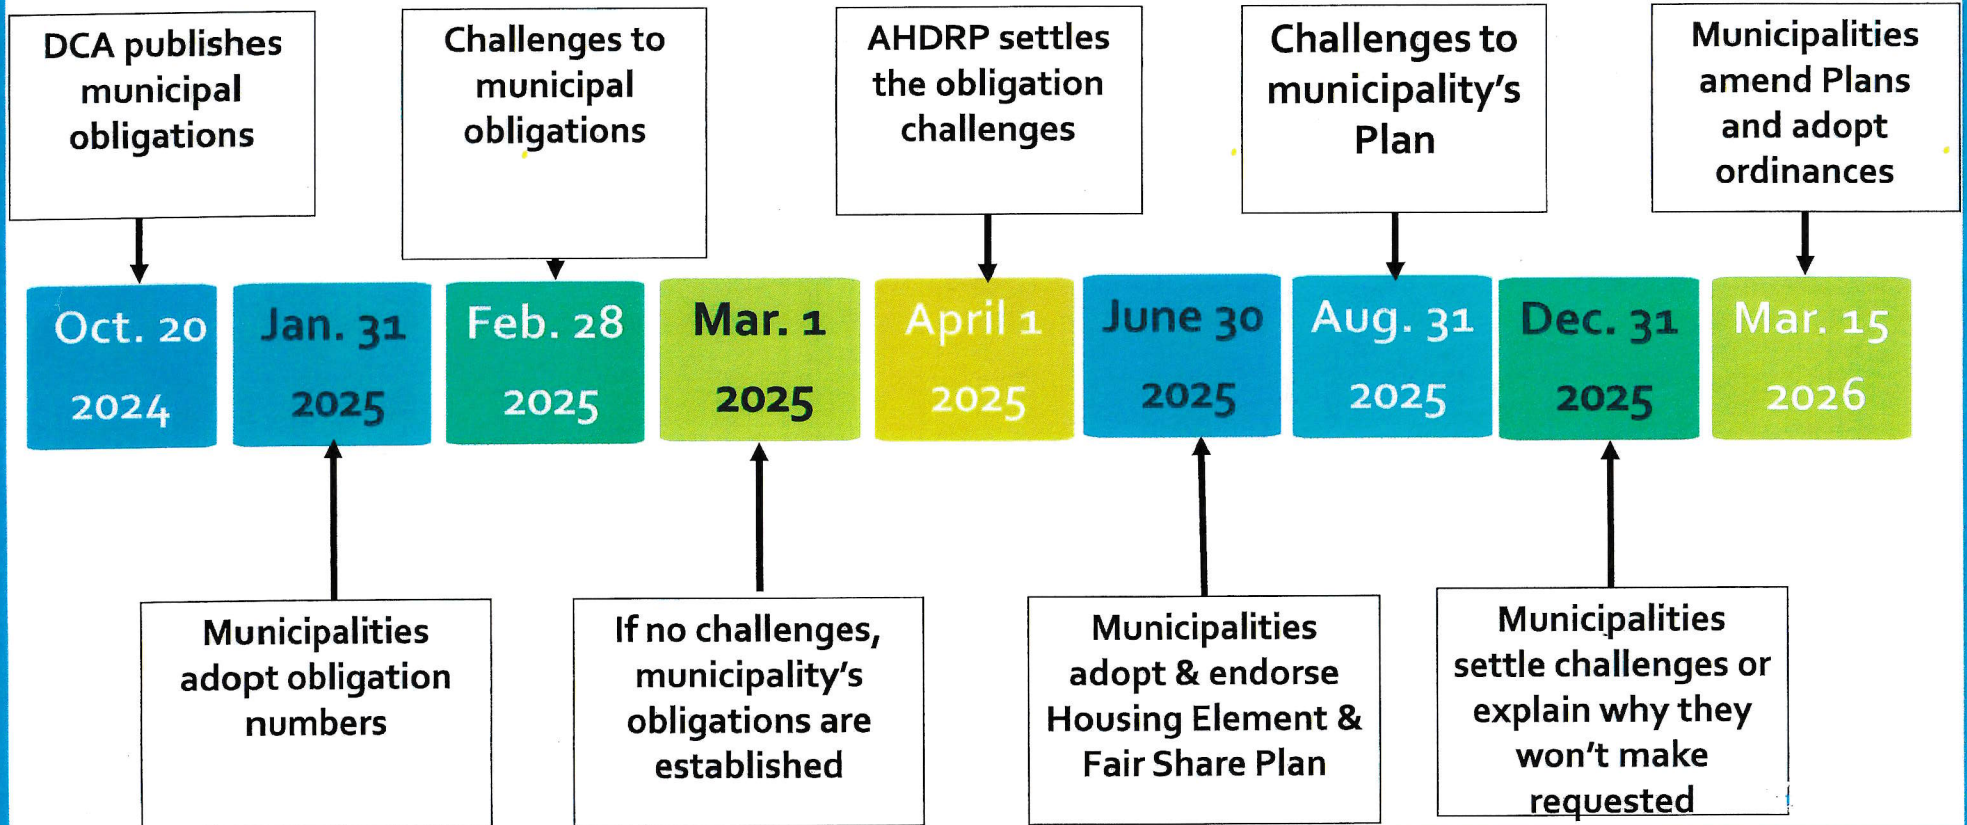 DCA publishes
municipal
obligations
Challenges to
municipal
obligations
AHDRP settles
the obligation
challenges
Challenges to
municipality's
Plan
Municipalities
amend Plans
and adopt
ordinances
Oct. 20
2024
Jan. 31
2025
Feb. 28
2025
Mar. 1
2025
April 1
2025
June 30
2025
Aug. 31
2025
Dec. 31
2025
Mar. 15
2026
Municipalities
adopt obligation
numbers
If no challenges,
municipality's
obligations are
established
Municipalities
adopt & endorse
Housing Element &
Fair Share Plan
Municipalities
settle challenges or
explain why they
won't make
requested